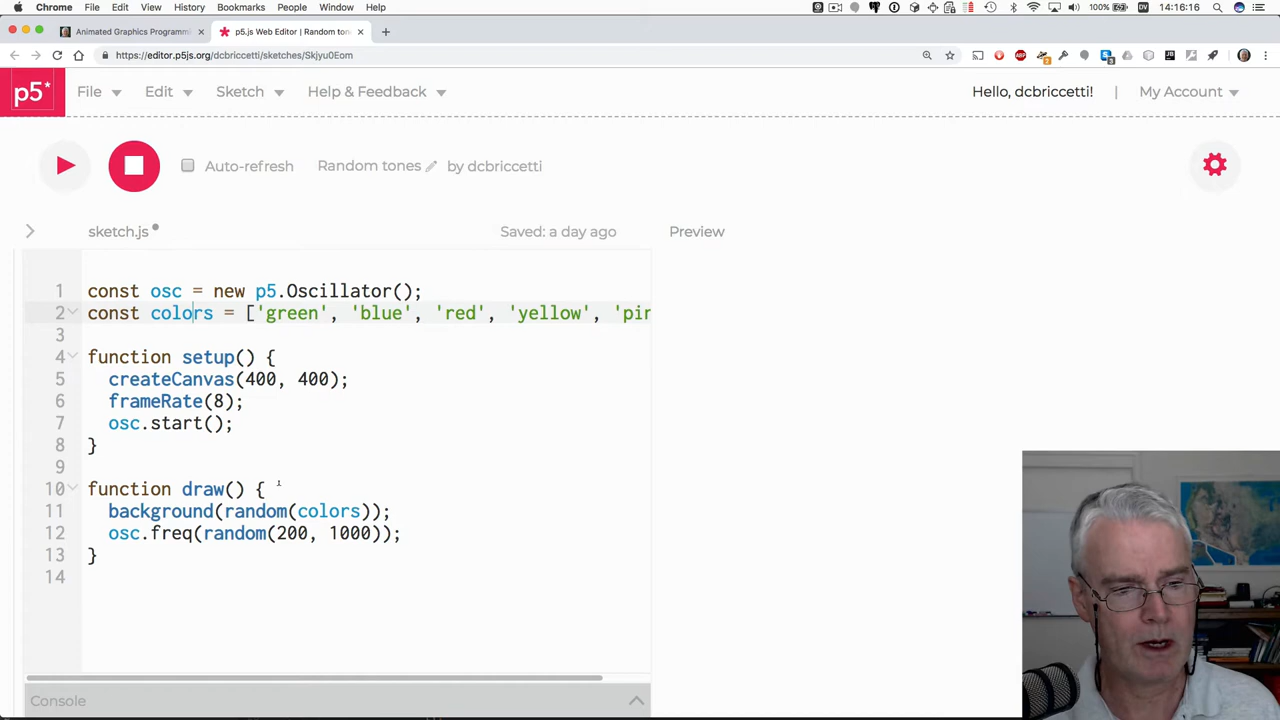 Chrome File Edit View History Bookmarks People Window Help 100% DV 14:16:16
Animated Graphics Programmi × p5.js Web Editor | Random ton × +
https://editor.p5js.org/dcbriccetti/sketches/Skjyu0Eom
p5* File Edit Sketch Help & Feedback Hello, dcbriccetti! | My Account
Auto-refresh Random tones by dcbriccetti
sketch.js Saved: a day ago Preview
1 const osc = new p5.Oscillator();
2 const colors = ['green', 'blue', 'red', 'yellow', 'pin
3
4 function setup() {
5 createCanvas(400, 400);
6 frameRate(8);
7 osc.start();
8 }
9
10 function draw() {
11 background(random(colors));
12 osc.freq(random(200, 1000));
13 }
14
Console